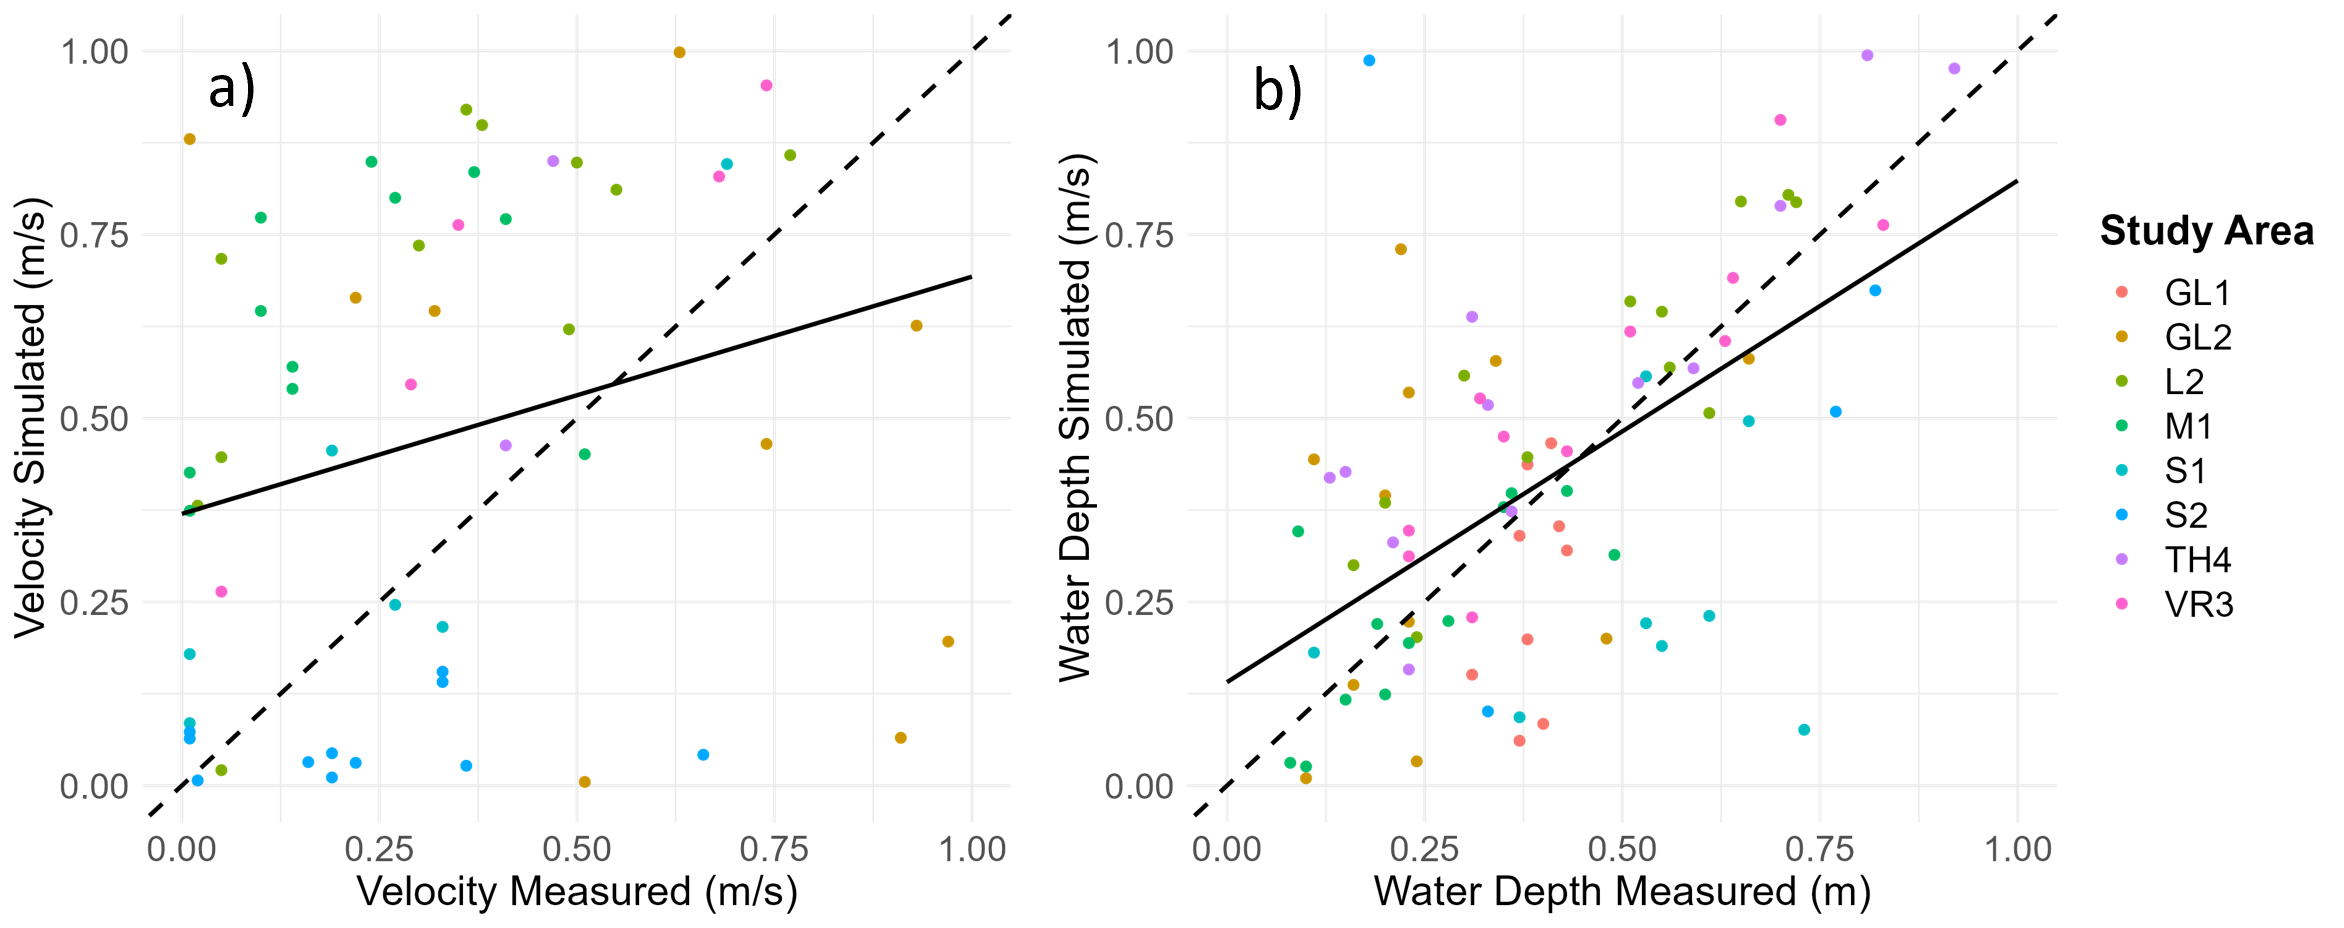 a)
1.00
0.75
0.50
0.25
0.00
Velocity Simulated (m/s)
0.00 0.25 0.50 0.75 1.00
Velocity Measured (m/s)
b)
1.00
0.75
0.50
0.25
0.00
Water Depth Simulated (m/s)
0.00 0.25 0.50 0.75 1.00
Water Depth Measured (m)
Study Area
GL1
GL2
L2
M1
S1
S2
TH4
VR3